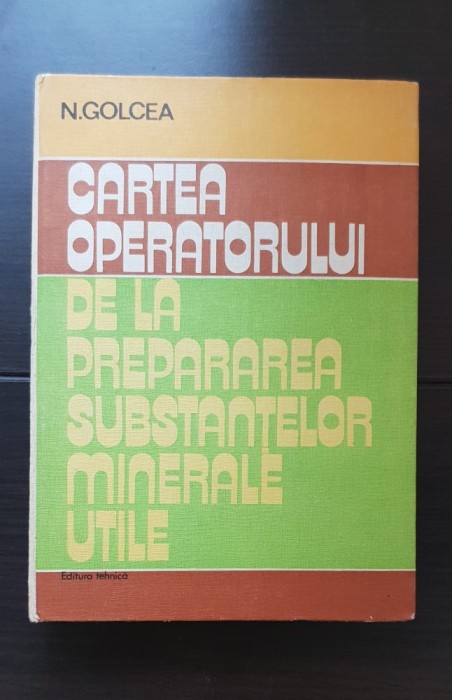 N.GOLCEA
CARTEA
OPERATORULUI
DE LA
PREPARAREA
SUBSTANȚELOR
MINERALE
UTILE
Editura tehnică